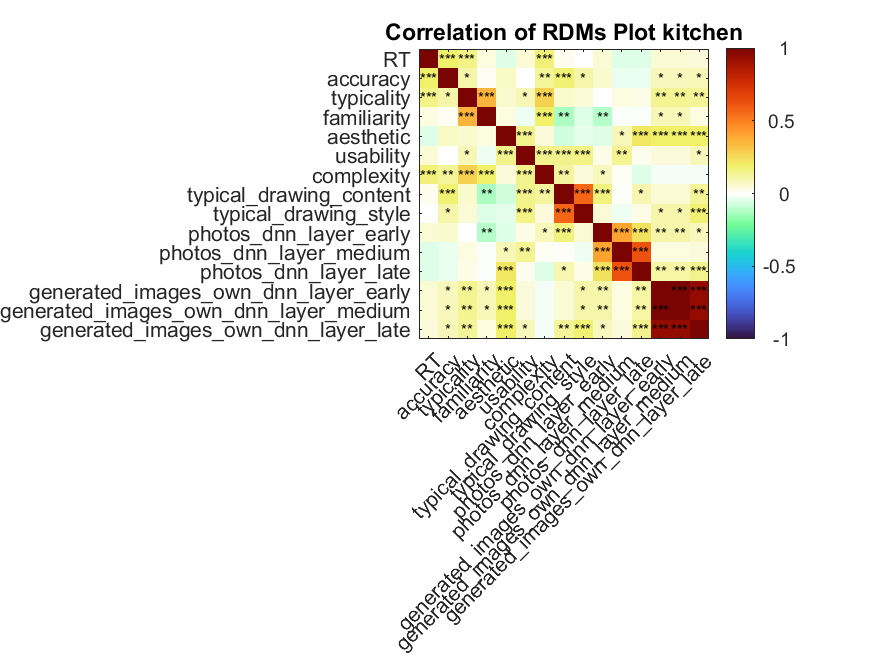 Correlation of RDMs Plot kitchen
RT
accuracy
typicality
familiarity
aesthetic
usability
complexity
typical_drawing_content
typical_drawing_style
photos_dnn_layer_early
photos_dnn_layer_medium
photos_dnn_layer_late
generated_images_own_dnn_layer_early
generated_images_own_dnn_layer_medium
generated_images_own_dnn_layer_late
1
0.5
0
-0.5
-1
RT
accuracy
typicality
familiarity
aesthetic
usability
complexity
typical_drawing_content
typical_drawing_style
photos_dnn_layer_early
photos_dnn_layer_medium
photos_dnn_layer_late
generated_images_own_dnn_layer_early
generated_images_own_dnn_layer_medium
generated_images_own_dnn_layer_late